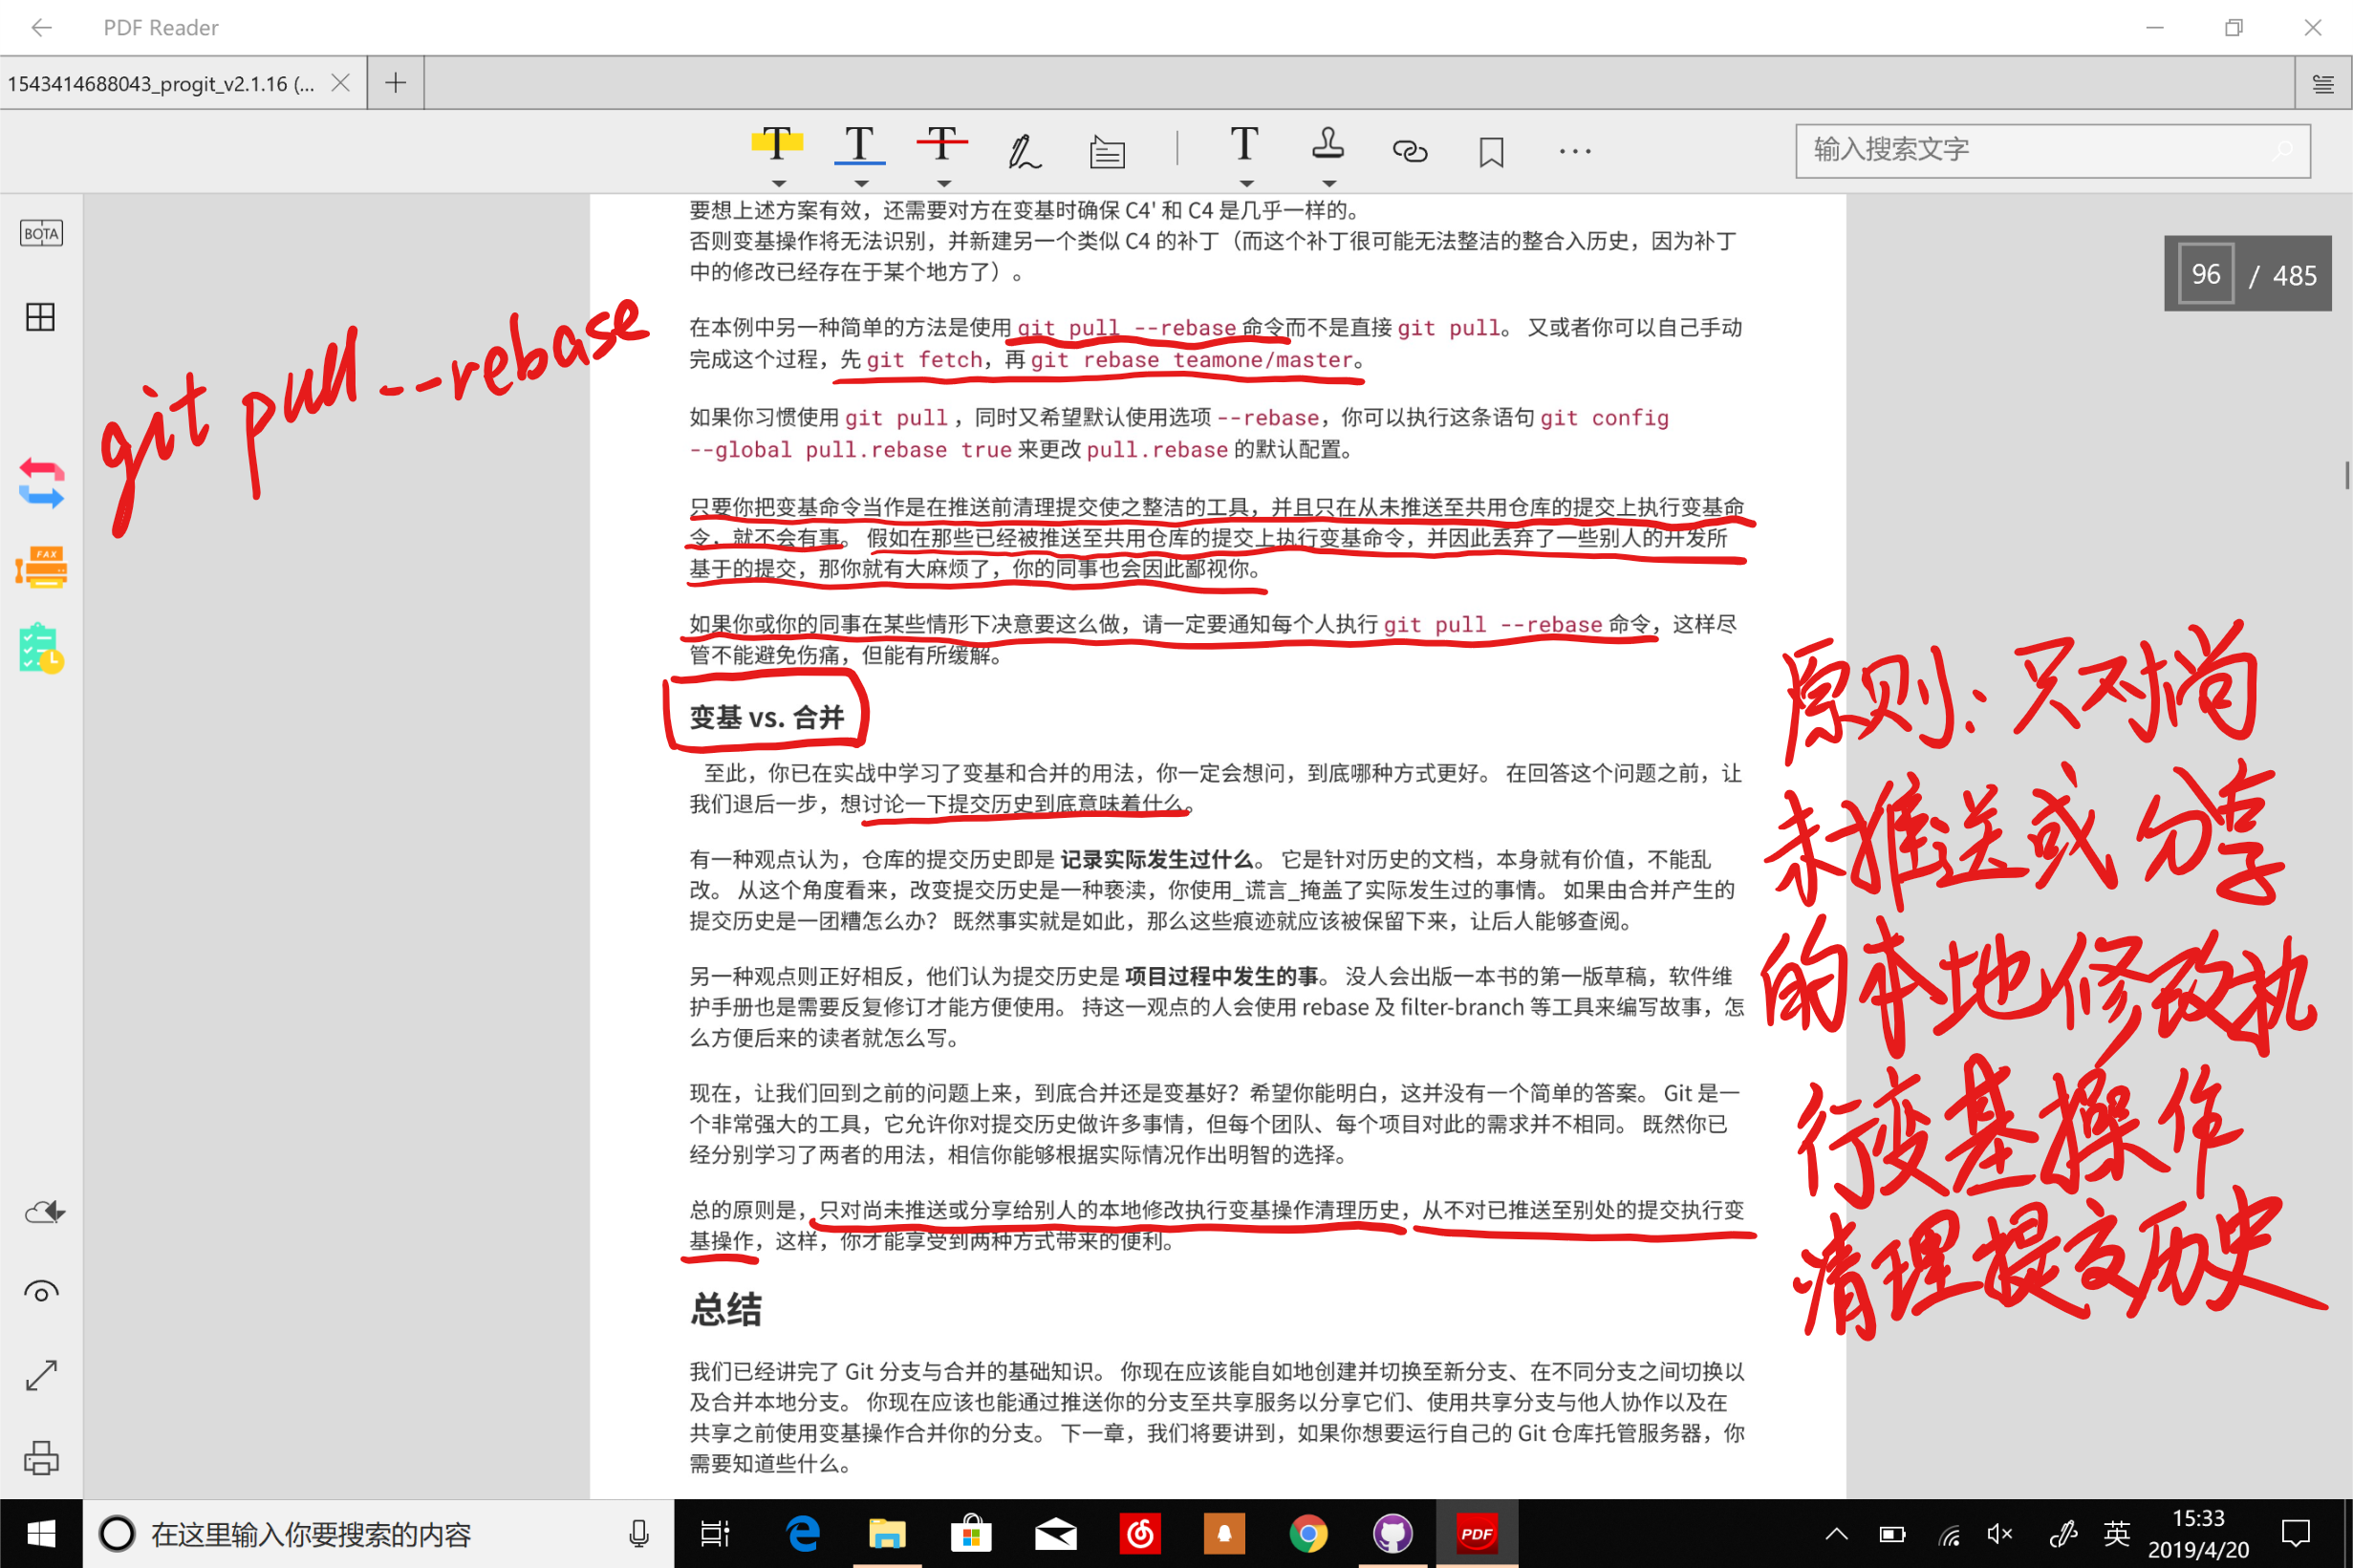 PDF Reader
1543414688043_progit_v2.1.16 (...
输入搜索文字
BOTA
96 / 485
FAX
要想上述方案有效，还需要对方在变基时确保 C4' 和 C4 是几乎一样的。
否则变基操作将无法识别，并新建另一个类似 C4 的补丁（而这个补丁很可能无法整洁的整合入历史，因为补丁
中的修改已经存在于某个地方了）。
在本例中另一种简单的方法是使用 git pull --rebase 命令而不是直接 git pull。 又或者你可以自己手动
完成这个过程，先 git fetch，再 git rebase teamone/master。
git pull --rebase
如果你习惯使用 git pull ，同时又希望默认使用选项 --rebase，你可以执行这条语句 git config
--global pull.rebase true 来更改 pull.rebase 的默认配置。
只要你把变基命令当作是在推送前清理提交使之整洁的工具，并且只在从未推送至共用仓库的提交上执行变基命
令，就不会有事。 假如在那些已经被推送至共用仓库的提交上执行变基命令，并因此丢弃了一些别人的开发所
基于的提交，那你就有大麻烦了，你的同事也会因此鄙视你。
如果你或你的同事在某些情形下决意要这么做，请一定要通知每个人执行 git pull --rebase 命令，这样尽
管不能避免伤痛，但能有所缓解。
变基 vs. 合并
至此，你已在实战中学习了变基和合并的用法，你一定会想问，到底哪种方式更好。 在回答这个问题之前，让
我们退后一步，想讨论一下提交历史到底意味着什么。
有一种观点认为，仓库的提交历史即是 记录实际发生过什么。 它是针对历史的文档，本身就有价值，不能乱
改。 从这个角度看来，改变提交历史是一种亵渎，你使用_谎言_掩盖了实际发生过的事情。 如果由合并产生的
提交历史是一团糟怎么办？ 既然事实就是如此，那么这些痕迹就应该被保留下来，让后人能够查阅。
另一种观点则正好相反，他们认为提交历史是 项目过程中发生的事。 没人会出版一本书的第一版草稿，软件维
护手册也是需要反复修订才能方便使用。 持这一观点的人会使用 rebase 及 filter-branch 等工具来编写故事，怎
么方便后来的读者就怎么写。
现在，让我们回到之前的问题上来，到底合并还是变基好？希望你能明白，这并没有一个简单的答案。 Git 是一
个非常强大的工具，它允许你对提交历史做许多事情，但每个团队、每个项目对此的需求并不相同。 既然你已
经分别学习了两者的用法，相信你能够根据实际情况作出明智的选择。
总的原则是，只对尚未推送或分享给别人的本地修改执行变基操作清理历史，从不对已推送至别处的提交执行变
基操作，这样，你才能享受到两种方式带来的便利。
原则：只对尚
未推送或分享
的本地修改执
行变基操作
清理提交历史
总结
我们已经讲完了 Git 分支与合并的基础知识。 你现在应该能自如地创建并切换至新分支、在不同分支之间切换以
及合并本地分支。 你现在应该也能通过推送你的分支至共享服务以分享它们、使用共享分支与他人协作以及在
共享之前使用变基操作合并你的分支。 下一章，我们将要讲到，如果你想要运行自己的 Git 仓库托管服务器，你
需要知道些什么。
在这里输入你要搜索的内容
PDF
英
15:33
2019/4/20